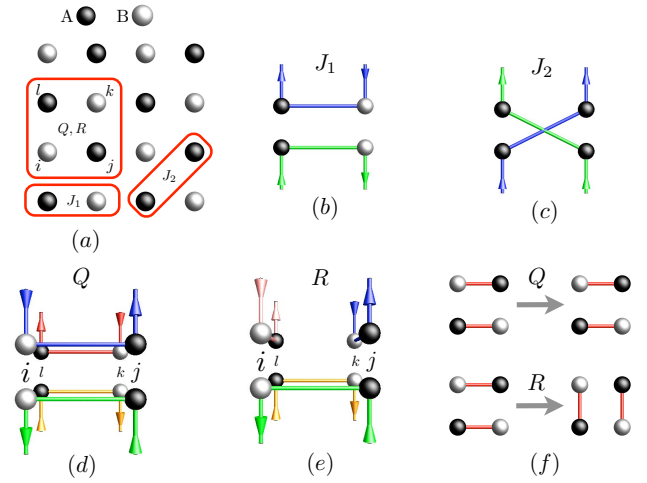 A B
l k
Q, R
i j
J₁ J₂
(a)
J₁
(b)
J₂
(c)
Q
i l k j
(d)
R
i l k j
(e)
Q
R
(f)